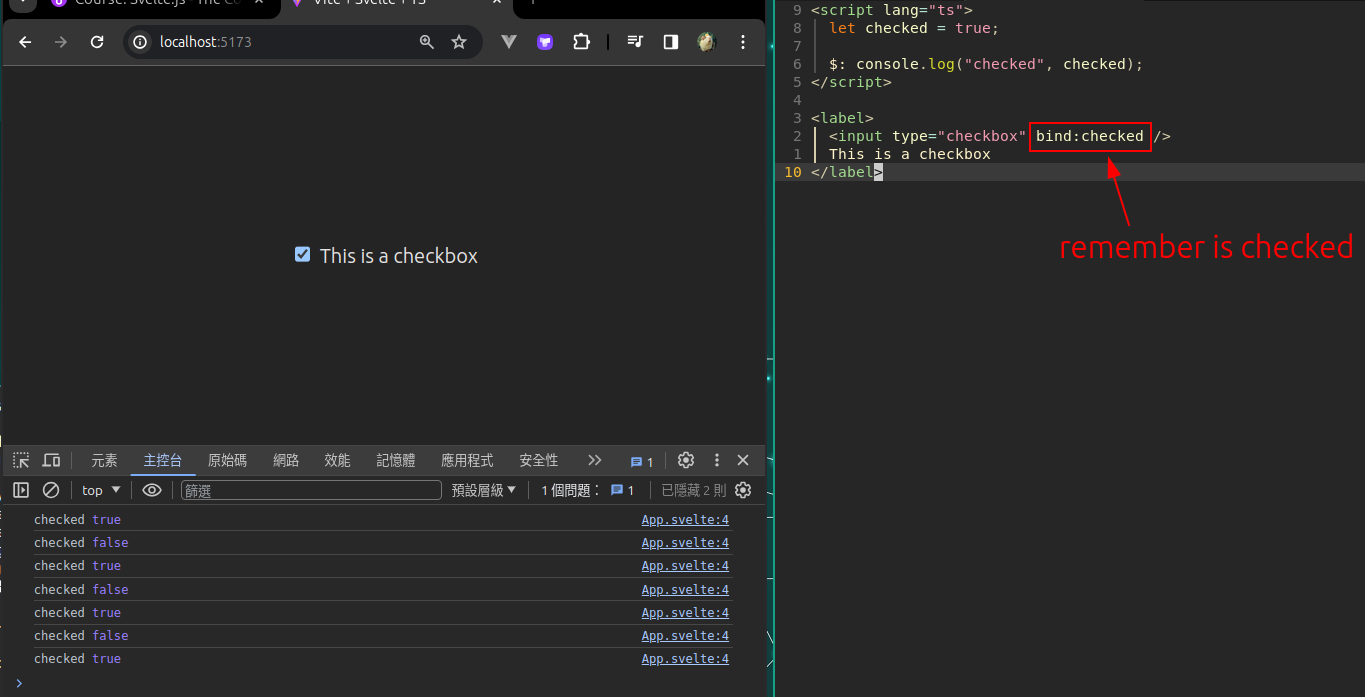 Course: Svelte.js - The Co
Vite + Svelte + TS
localhost:5173
This is a checkbox
元素 主控台 原始碼 網路 效能 記憶體 應用程式 安全性 1
top 篩選 預設層級 1 個問題： 1 已隱藏 2 則
checked true App.svelte:4
checked false App.svelte:4
checked true App.svelte:4
checked false App.svelte:4
checked true App.svelte:4
checked false App.svelte:4
checked true App.svelte:4
9 <script lang="ts">
8 let checked = true;
7
6 $: console.log("checked", checked);
5 </script>
4
3 <label>
2 <input type="checkbox" bind:checked />
1 This is a checkbox
10 </label>
remember is checked